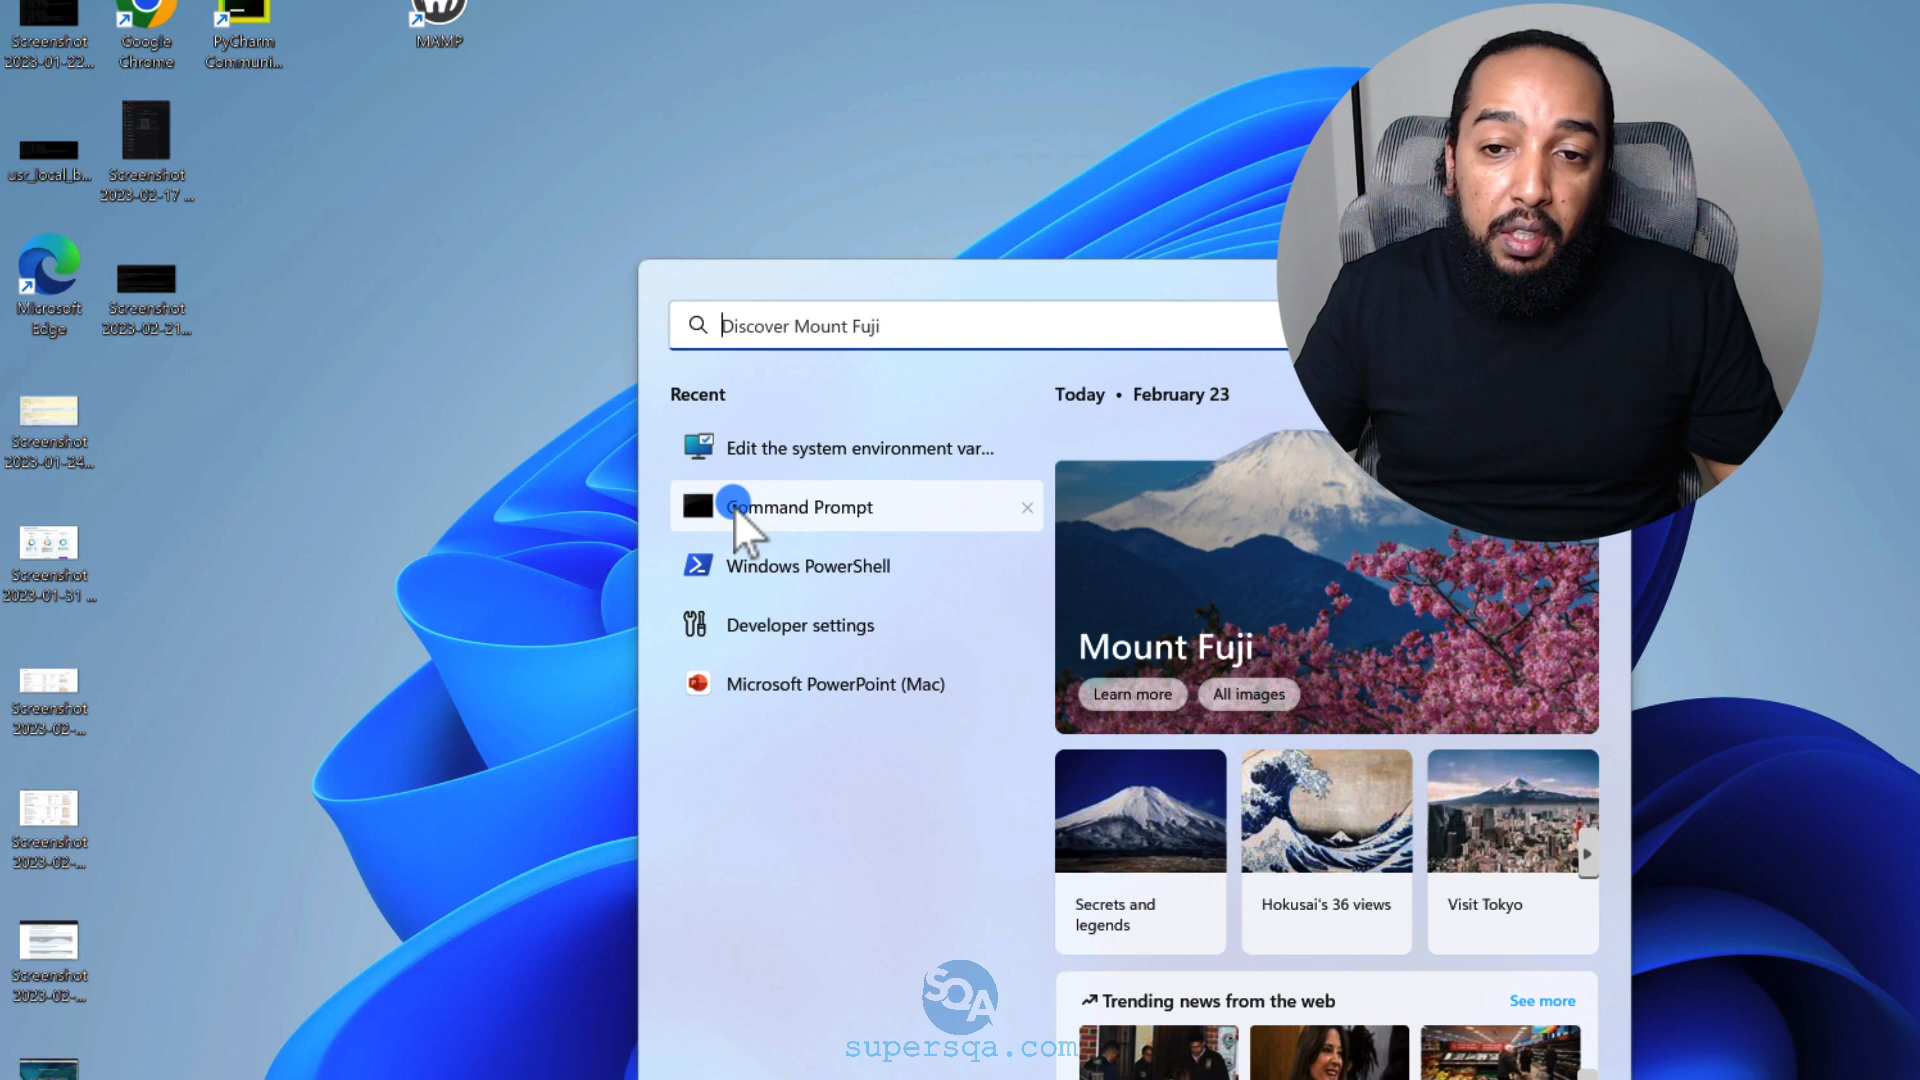 Screenshot
2023-01-22...
Google
Chrome
PyCharm
Communi...
MAMP
usr_local_b...
Screenshot
2023-02-17 ...
Microsoft
Edge
Screenshot
2023-02-21...
Screenshot
2023-01-24...
Screenshot
2023-01-31 ...
Screenshot
2023-02-...
Screenshot
2023-02-...
Screenshot
2023-02-...
Discover Mount Fuji
Recent
Edit the system environment var...
Command Prompt
Windows PowerShell
Developer settings
Microsoft PowerPoint (Mac)
Today • February 23
Mount Fuji
Learn more
All images
Secrets and
legends
Hokusai's 36 views
Visit Tokyo
Trending news from the web
See more
SQA
supersqa.com